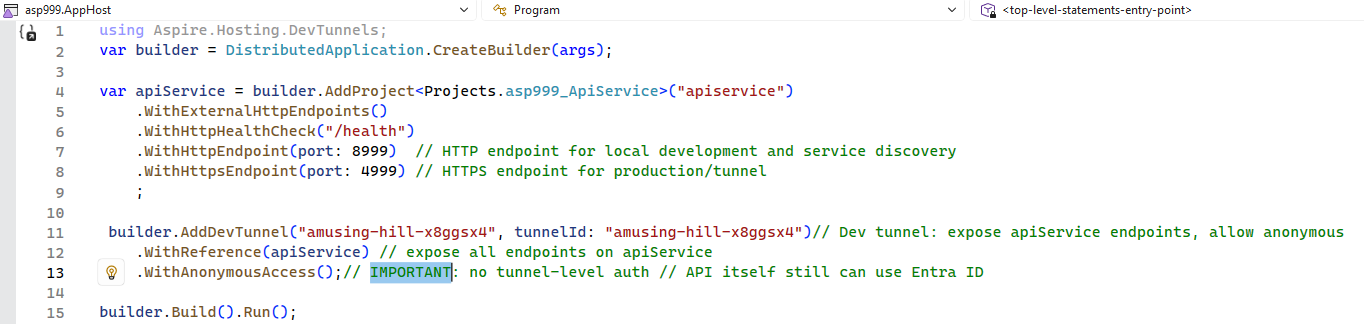 asp999.AppHost
Program
<top-level-statements-entry-point>
1 using Aspire.Hosting.DevTunnels;
2 var builder = DistributedApplication.CreateBuilder(args);
3
4 var apiService = builder.AddProject<Projects.asp999_ApiService>("apiservice")
5 .WithExternalHttpEndpoints()
6 .WithHttpHealthCheck("/health")
7 .WithHttpEndpoint(port: 8999)  // HTTP endpoint for local development and service discovery
8 .WithHttpsEndpoint(port: 4999) // HTTPS endpoint for production/tunnel
9 ;
10
11 builder.AddDevTunnel("amusing-hill-x8ggsx4", tunnelId: "amusing-hill-x8ggsx4")// Dev tunnel: expose apiService endpoints, allow anonymous
12 .WithReference(apiService) // expose all endpoints on apiService
13 .WithAnonymousAccess();// IMPORTANT: no tunnel-level auth // API itself still can use Entra ID
14
15 builder.Build().Run();